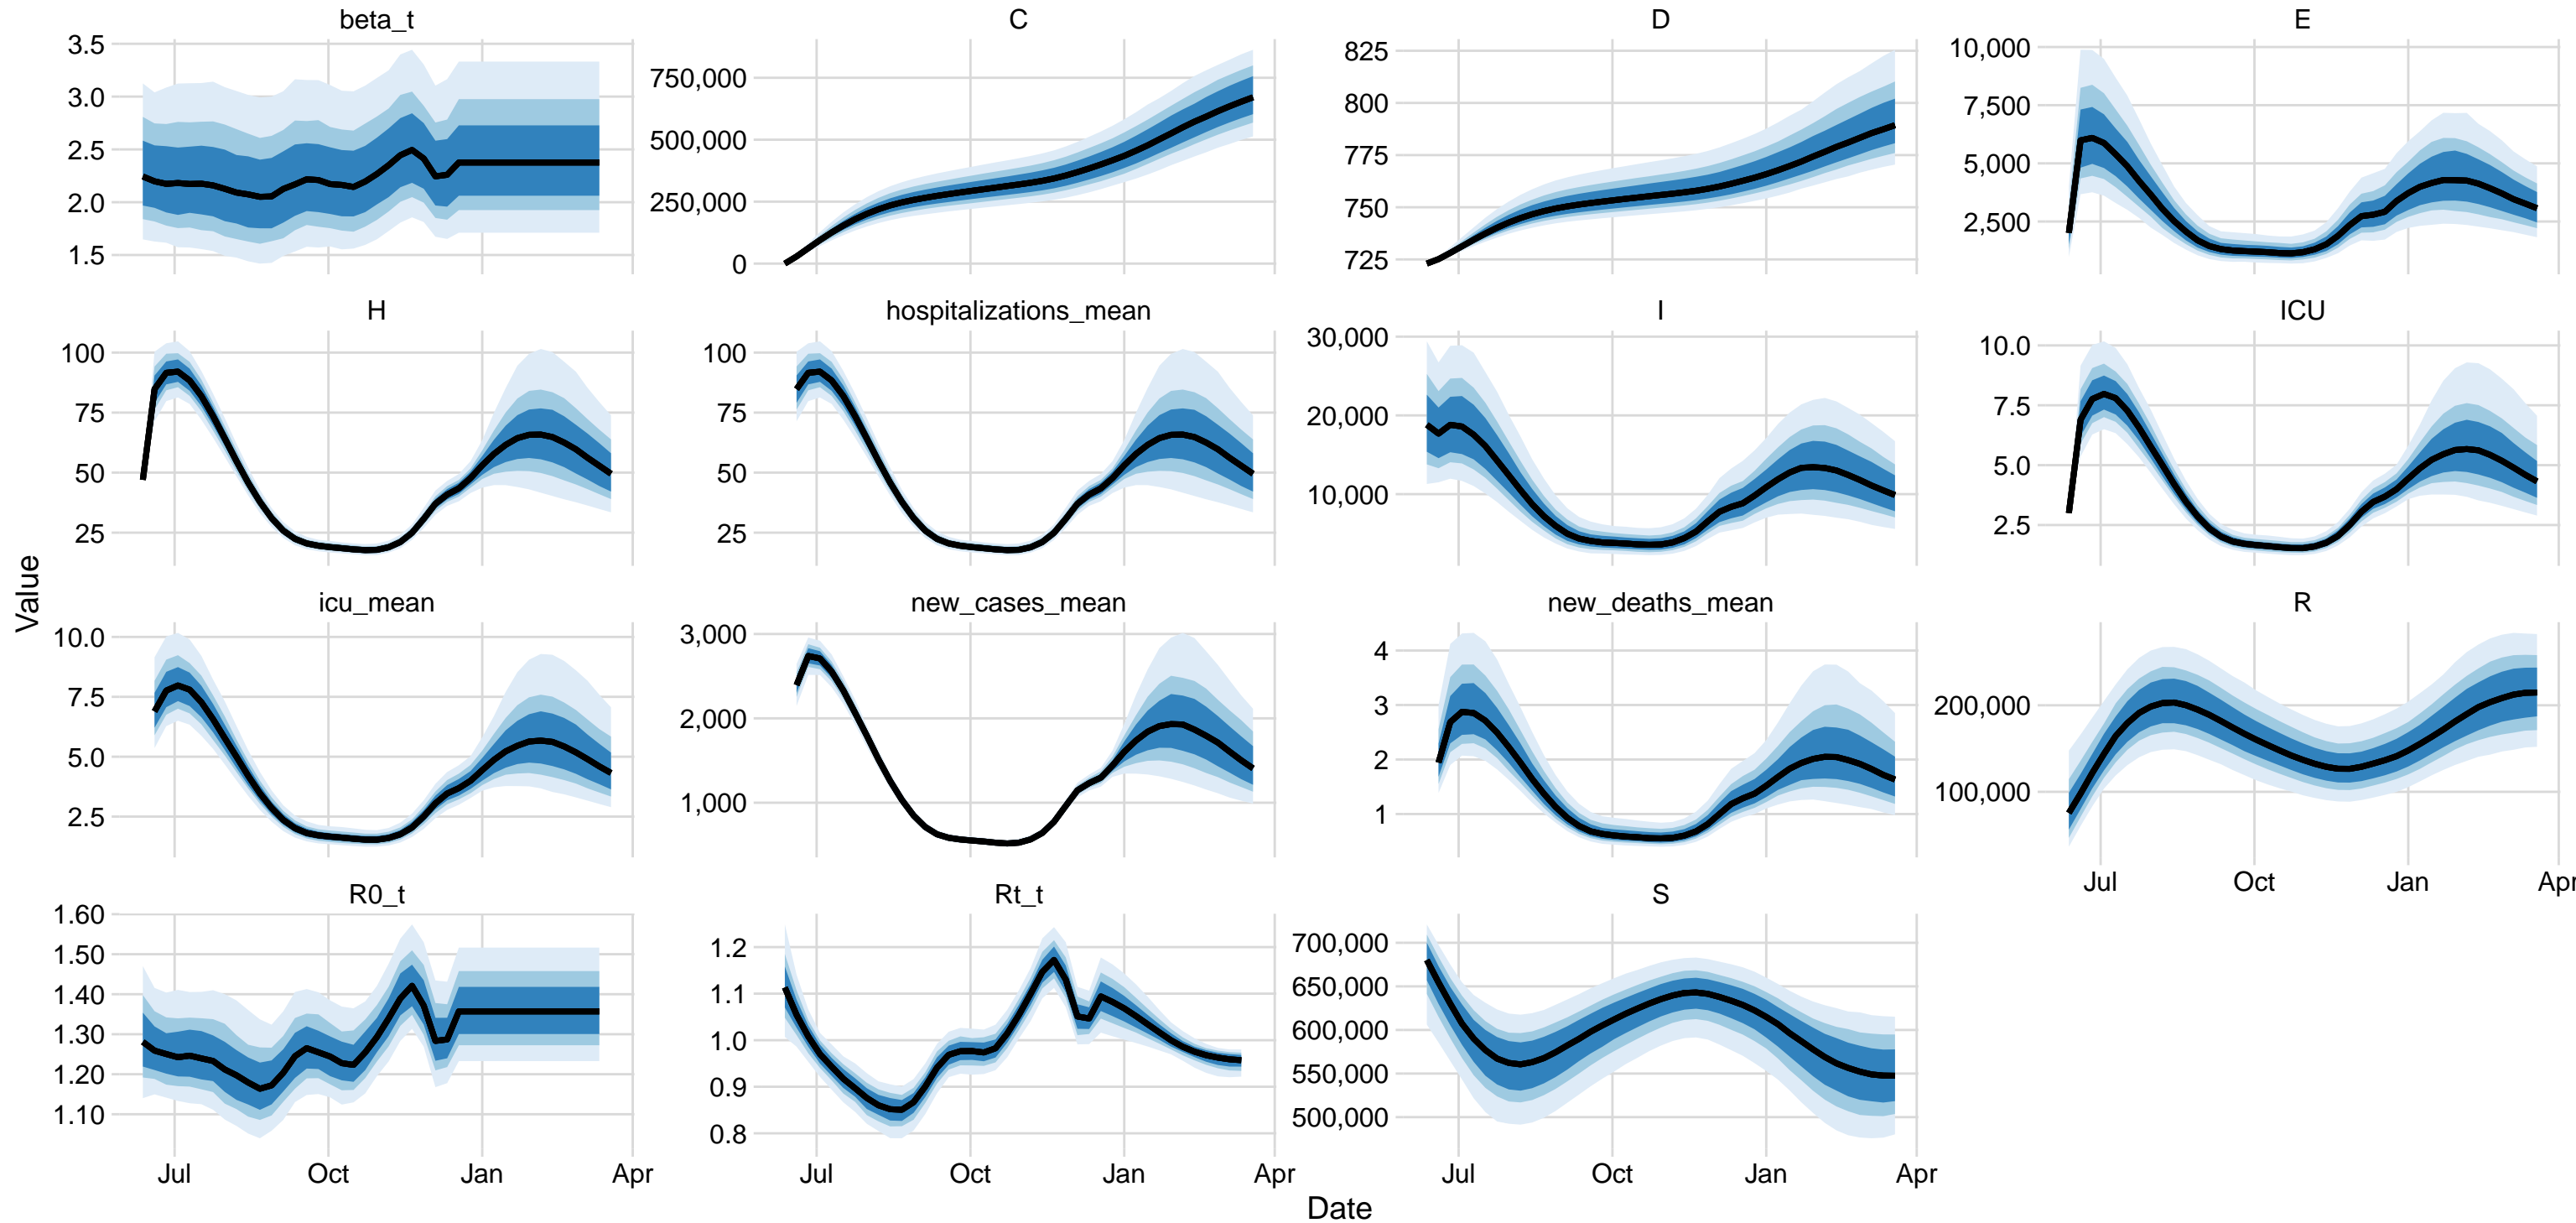 beta_t
3.5
3.0
2.5
2.0
1.5
C
750,000
500,000
250,000
0
D
825
800
775
750
725
E
10,000
7,500
5,000
2,500
H
100
75
50
25
hospitalizations_mean
100
75
50
25
I
30,000
20,000
10,000
ICU
10.0
7.5
5.0
2.5
Value
icu_mean
10.0
7.5
5.0
2.5
new_cases_mean
3,000
2,000
1,000
new_deaths_mean
4
3
2
1
R
200,000
100,000
Jul Oct Jan Apr
R0_t
1.60
1.50
1.40
1.30
1.20
1.10
Jul Oct Jan Apr
Rt_t
1.2
1.1
1.0
0.9
0.8
Jul Oct Jan Apr
S
700,000
650,000
600,000
550,000
500,000
Jul Oct Jan Apr
Date